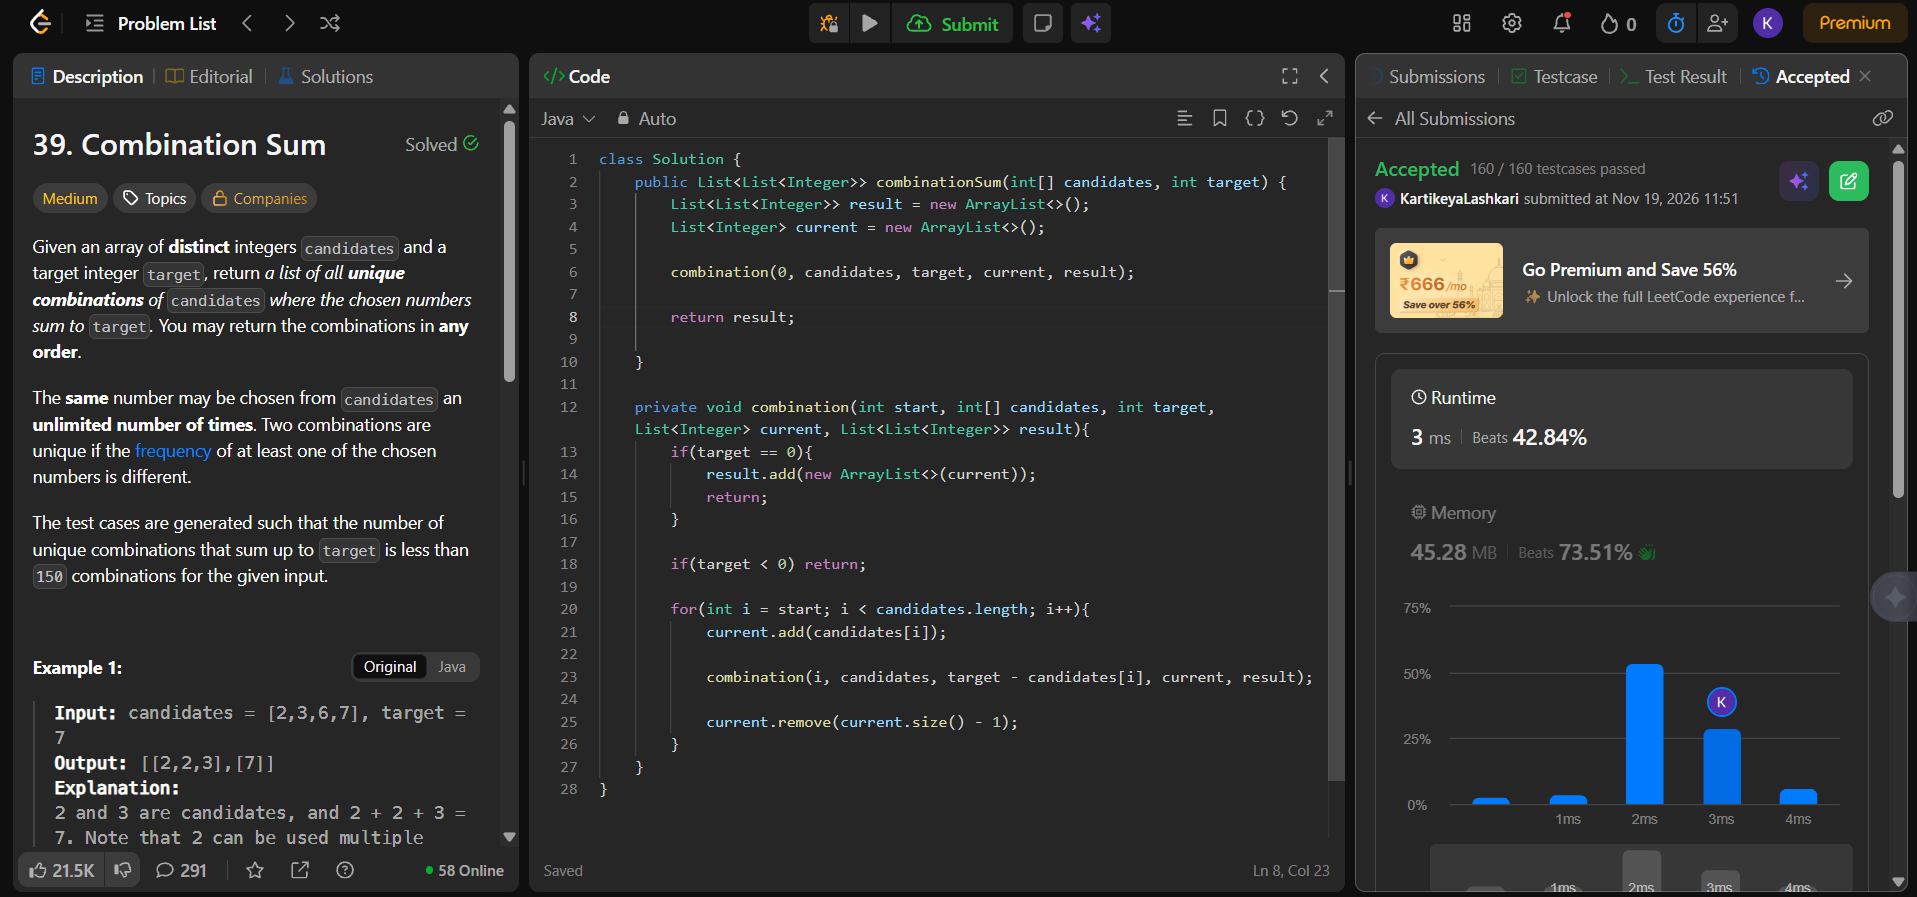 Problem List
Submit
0
K
Premium
Description
Editorial
Solutions
39. Combination Sum
Solved
Medium
Topics
Companies
Given an array of distinct integers candidates and a
target integer target, return a list of all unique
combinations of candidates where the chosen numbers
sum to target. You may return the combinations in any
order.
The same number may be chosen from candidates an
unlimited number of times. Two combinations are
unique if the frequency of at least one of the chosen
numbers is different.
The test cases are generated such that the number of
unique combinations that sum up to target is less than
150 combinations for the given input.
Example 1:
Original
Java
Input: candidates = [2,3,6,7], target =
7
Output: [[2,2,3],[7]]
Explanation:
2 and 3 are candidates, and 2 + 2 + 3 =
7. Note that 2 can be used multiple
21.5K
291
58 Online
</> Code
Java
Auto
1 class Solution {
2 public List<List<Integer>> combinationSum(int[] candidates, int target) {
3 List<List<Integer>> result = new ArrayList<>();
4 List<Integer> current = new ArrayList<>();
5
6 combination(0, candidates, target, current, result);
7
8 return result;
9
10 }
11
12 private void combination(int start, int[] candidates, int target,
List<Integer> current, List<List<Integer>> result){
13 if(target == 0){
14 result.add(new ArrayList<>(current));
15 return;
16 }
17
18 if(target < 0) return;
19
20 for(int i = start; i < candidates.length; i++){
21 current.add(candidates[i]);
22
23 combination(i, candidates, target - candidates[i], current, result);
24
25 current.remove(current.size() - 1);
26 }
27 }
28 }
Saved
Ln 8, Col 23
Submissions
Testcase
Test Result
Accepted
All Submissions
Accepted 160 / 160 testcases passed
K KartikeyaLashkari submitted at Nov 19, 2026 11:51
₹666 /mo
Save over 56%
Go Premium and Save 56%
Unlock the full LeetCode experience f...
Runtime
3 ms Beats 42.84%
Memory
45.28 MB Beats 73.51%
75%
50%
25%
0%
K
1ms
2ms
3ms
4ms
1ms
2ms
3ms
4ms